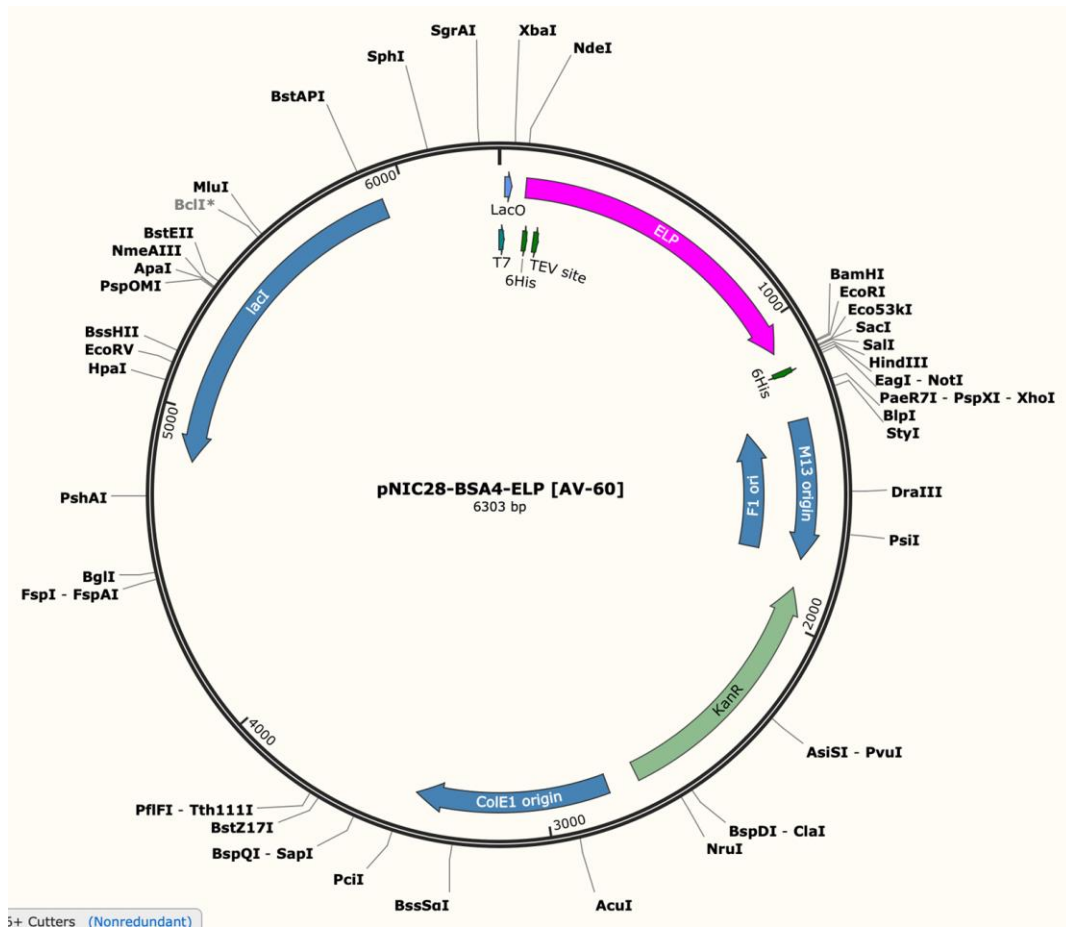 SgrAI
XbaI
NdeI
SphI
BstAPI
6000
MluI
BclI*
BstEII
NmeAIII
ApaI
PspOMI
BssHII
EcoRV
HpaI
5000
lacI
LacO
T7
6His
TEV site
ELP
1000
BamHI
EcoRI
Eco53kI
SacI
SalI
HindIII
EagI - NotI
PaeR7I - PspXI - XhoI
BlpI
StyI
6His
M13 origin
F1 ori
pNIC28-BSA4-ELP [AV-60]
6303 bp
PshAI
DraIII
PsiI
BglI
FspI - FspAI
2000
KanR
AsiSI - PvuI
4000
ColE1 origin
3000
PflFI - Tth111I
BstZ17I
BspQI - SapI
PciI
BssSαI
AcuI
NruI
BspDI - ClaI
6+ Cutters (Nonredundant)